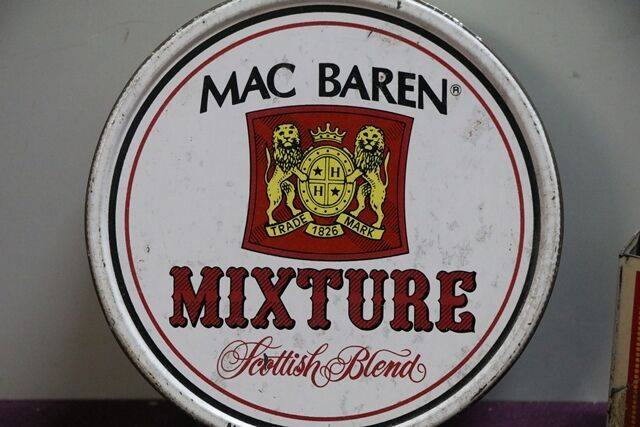 MAC BAREN®
H
H
TRADE 1826 MARK
MIXTURE
Scottish Blend